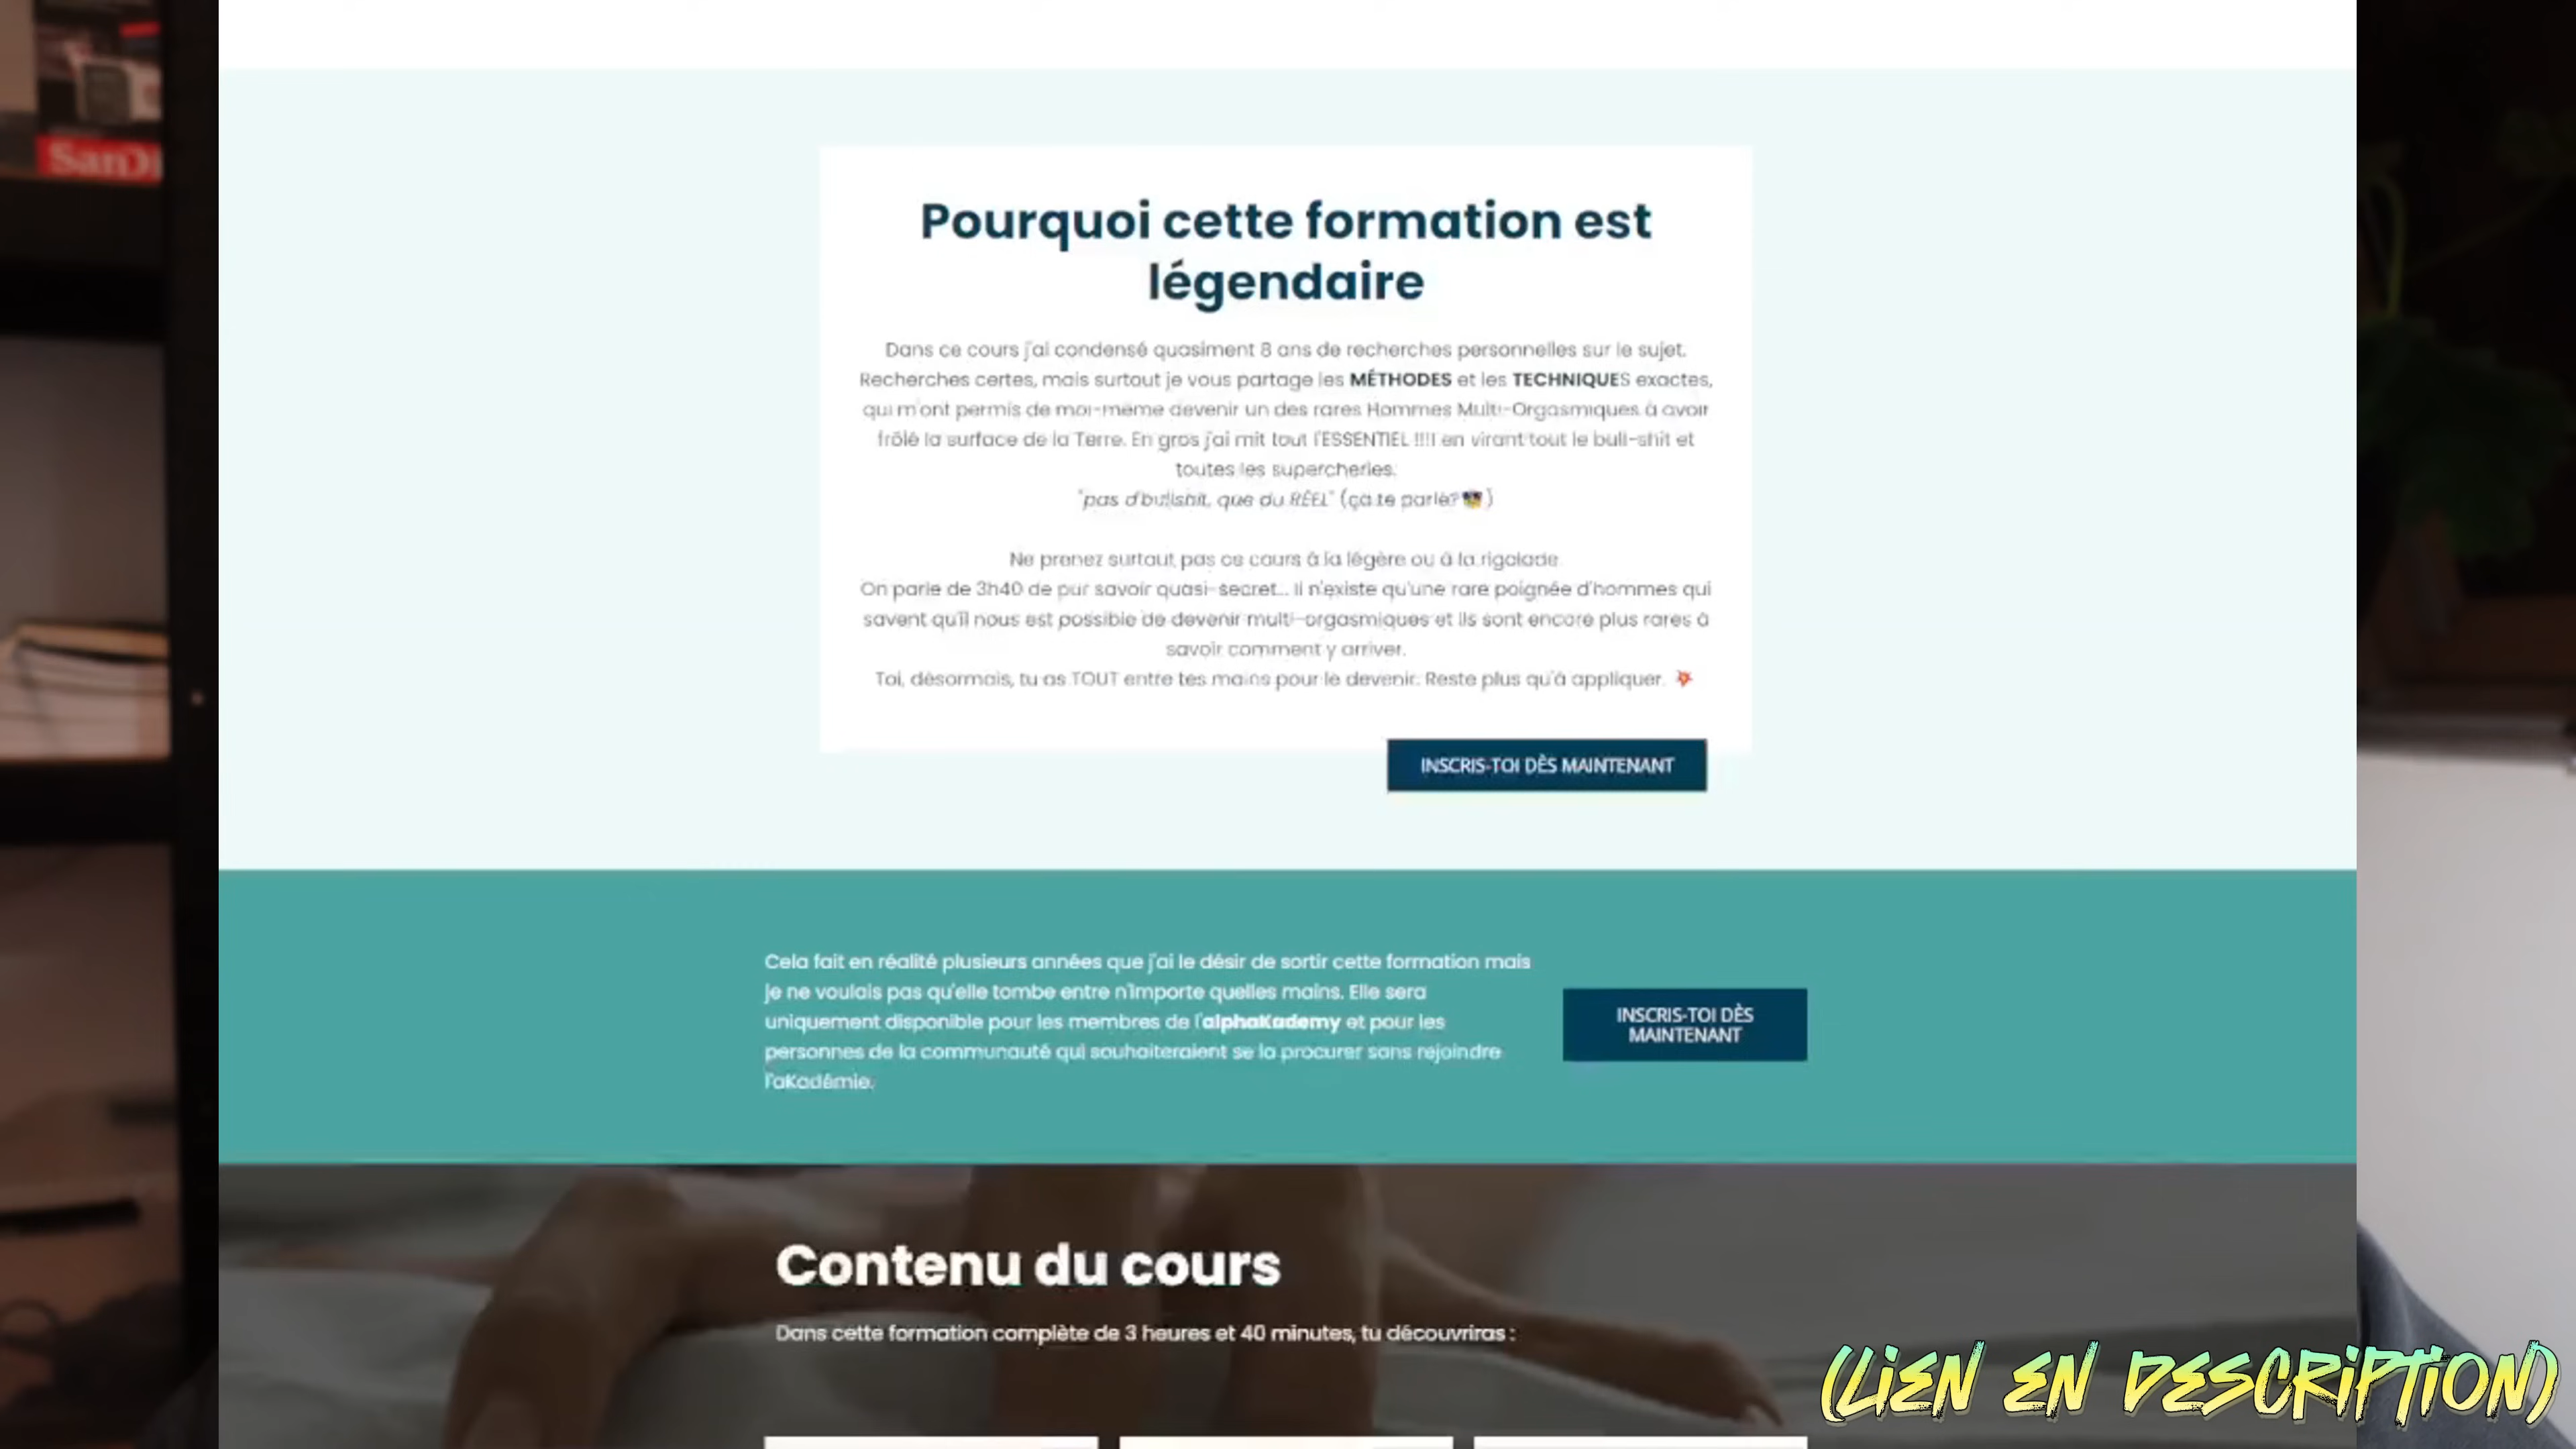 SanDi
Pourquoi cette formation est
légendaire
Dans ce cours j'ai condensé quasiment 8 ans de recherches personnelles sur le sujet.
Recherches certes, mais surtout je vous partage les MÉTHODES et les TECHNIQUES exactes,
qui m'ont permis de moi-même devenir un des rares Hommes Multi-Orgasmiques à avoir
frôlé la surface de la Terre. En gros j'ai mit tout l'ESSENTIEL !!!! en virant tout le bull-shit et
toutes les supercheries.
"pas d'bullshit, que du RÉEL" (ça te parle? )
Ne prenez surtout pas ce cours à la légère ou à la rigolade.
On parle de 3h40 de pur savoir quasi-secret... Il n'existe qu'une rare poignée d'hommes qui
savent qu'il nous est possible de devenir multi-orgasmiques et ils sont encore plus rares à
savoir comment y arriver.
Toi, désormais, tu as TOUT entre tes mains pour le devenir. Reste plus qu'à appliquer.
INSCRIS-TOI DÈS MAINTENANT
Cela fait en réalité plusieurs années que j'ai le désir de sortir cette formation mais
je ne voulais pas qu'elle tombe entre n'importe quelles mains. Elle sera
uniquement disponible pour les membres de l'alphaKademy et pour les
personnes de la communauté qui souhaiteraient se la procurer sans rejoindre
l'aKadémie.
INSCRIS-TOI DÈS
MAINTENANT
Contenu du cours
Dans cette formation complète de 3 heures et 40 minutes, tu découvriras :
(LIEN EN DESCRIPTION)